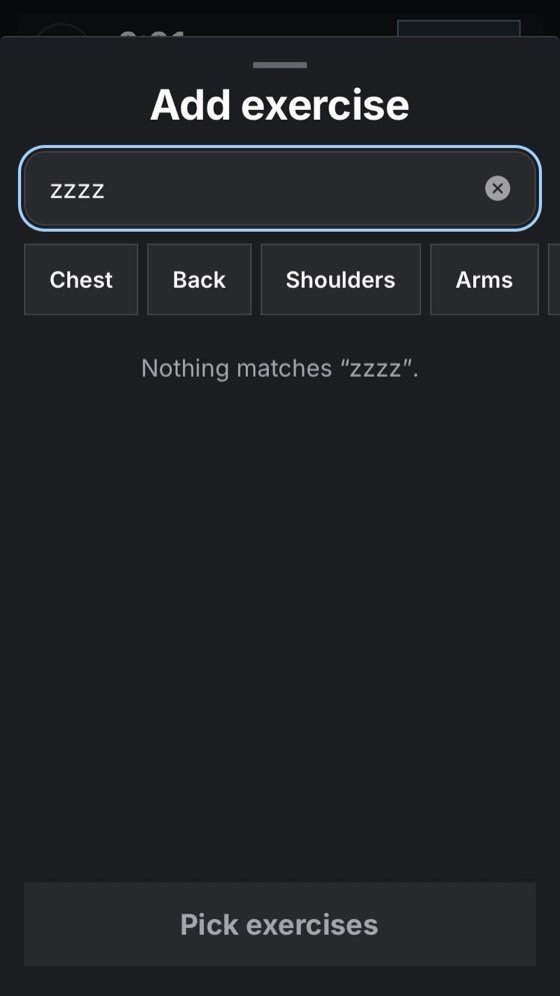 Add exercise
zzzz
Chest Back Shoulders Arms
Nothing matches “zzzz”.
Pick exercises